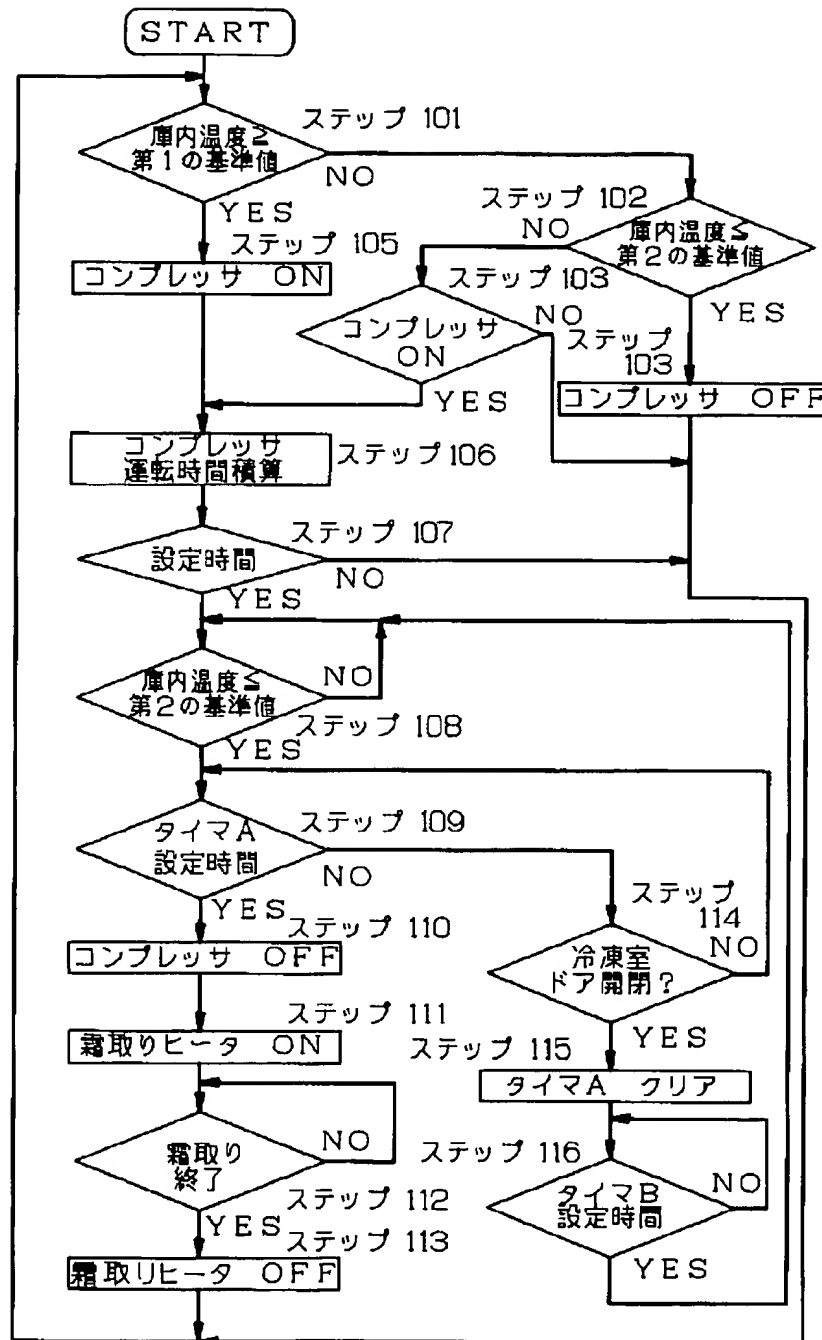 START
ステップ 101
庫内温度≧
第1の基準値
NO
YES
ステップ 102
NO
庫内温度≦
第2の基準値
YES
ステップ 105
コンプレッサ ON
ステップ 103
コンプレッサ
ON
NO
YES
ステップ
103
コンプレッサ OFF
コンプレッサ
運転時間積算
ステップ106
ステップ 107
設定時間
NO
YES
庫内温度≦
第2の基準値
NO
ステップ 108
YES
タイマA
設定時間
ステップ 109
NO
YES
ステップ 110
コンプレッサ OFF
ステップ
114
冷凍室
ドア開閉?
NO
YES
ステップ 111
霜取りヒータ ON
ステップ 115
タイマA クリア
霜取り
終了
NO
ステップ 112
YES
ステップ 116
タイマB
設定時間
NO
YES
ステップ 113
霜取りヒータ OFF